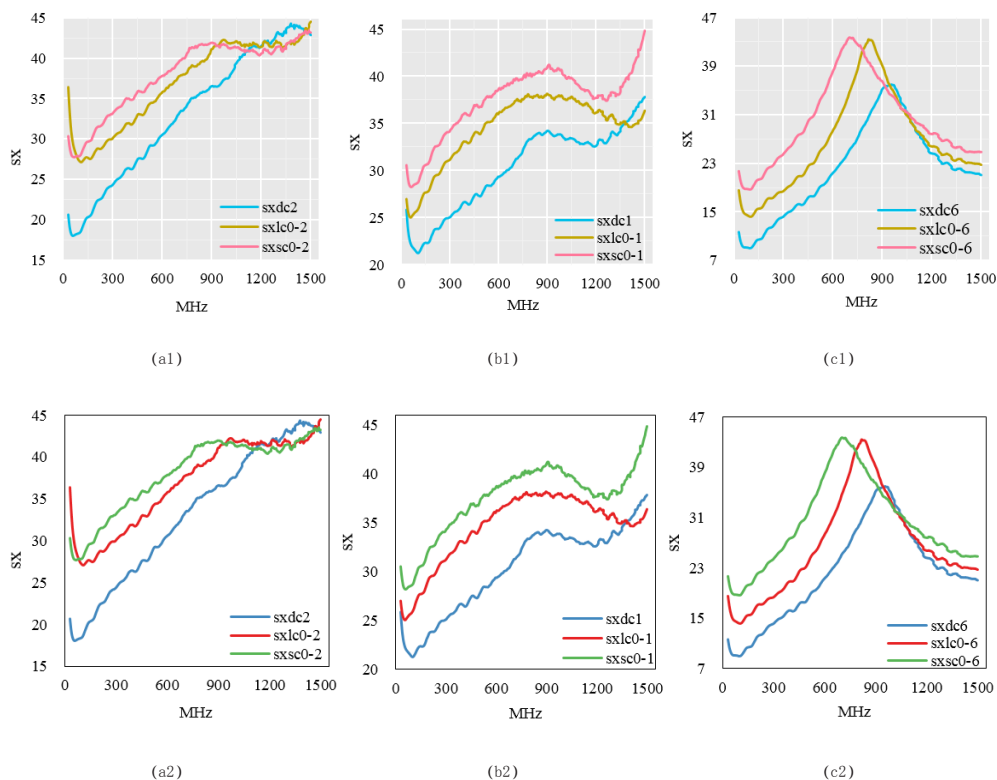 45
40
35
30
25
20
15
sx
sxdc2
sxlc0-2
sxsc0-2
0 300 600 900 1200 1500
MHz
(a1)
45
40
35
30
25
20
sx
sxdc1
sxlc0-1
sxsc0-1
0 300 600 900 1200 1500
MHz
(b1)
47
39
31
23
15
7
sx
sxdc6
sxlc0-6
sxsc0-6
0 300 600 900 1200 1500
MHz
(c1)
45
40
35
30
25
20
15
sx
sxdc2
sxlc0-2
sxsc0-2
0 300 600 900 1200 1500
MHz
(a2)
45
40
35
30
25
20
sx
sxdc1
sxlc0-1
sxsc0-1
0 300 600 900 1200 1500
MHz
(b2)
47
39
31
23
15
7
sx
sxdc6
sxlc0-6
sxsc0-6
0 300 600 900 1200 1500
MHz
(c2)